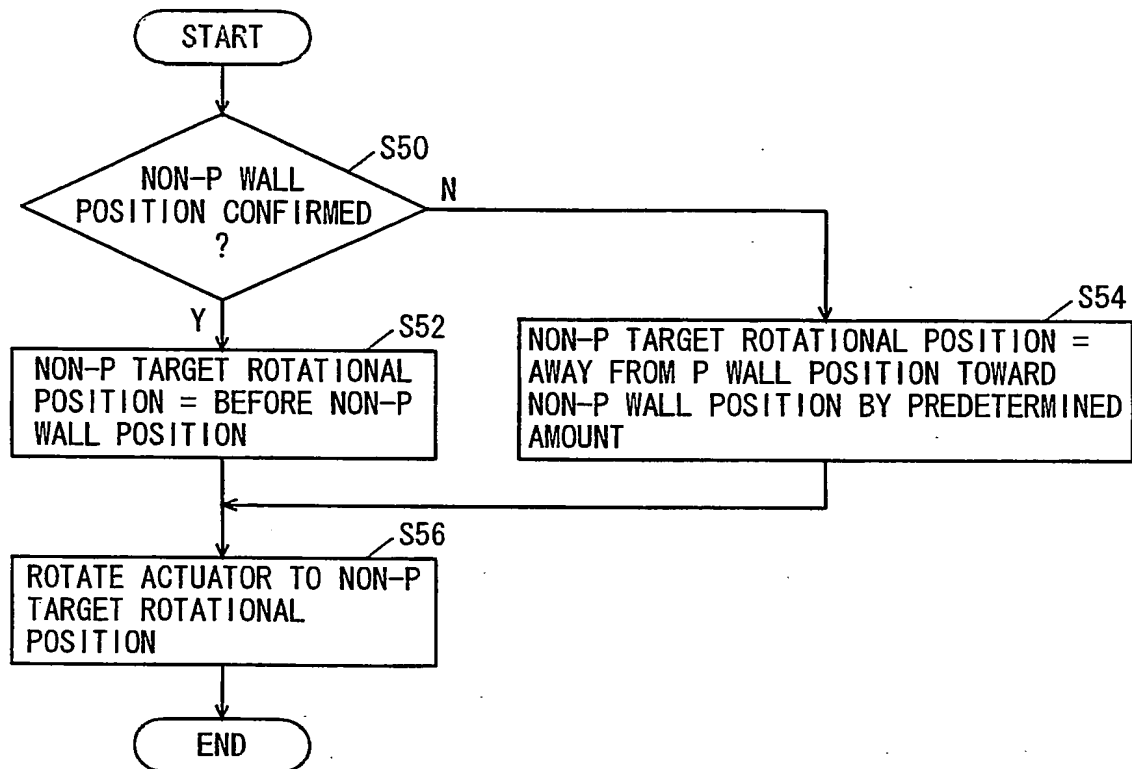 START
S50
NON-P WALL
POSITION CONFIRMED
?
N
Y
S52
NON-P TARGET ROTATIONAL
POSITION = BEFORE NON-P
WALL POSITION
S54
NON-P TARGET ROTATIONAL POSITION =
AWAY FROM P WALL POSITION TOWARD
NON-P WALL POSITION BY PREDETERMINED
AMOUNT
S56
ROTATE ACTUATOR TO NON-P
TARGET ROTATIONAL
POSITION
END